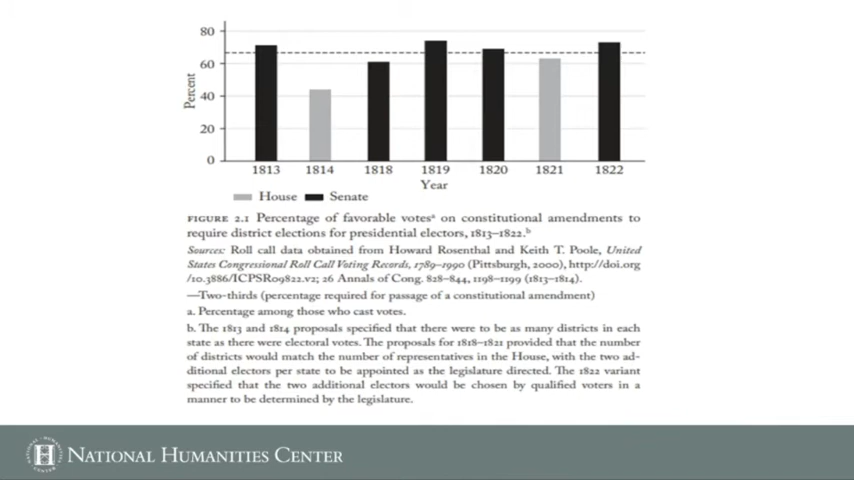 80
60
40
20
0
Percent
1813 1814 1818 1819 1820 1821 1822
Year
House Senate
FIGURE 2.1 Percentage of favorable votesᵃ on constitutional amendments to
require district elections for presidential electors, 1813–1822.ᵇ
Sources: Roll call data obtained from Howard Rosenthal and Keith T. Poole, United
States Congressional Roll Call Voting Records, 1789–1990 (Pittsburgh, 2000), http://doi.org
/10.3886/ICPSR09822.v2; 26 Annals of Cong. 828–844, 1198–1199 (1813–1814).
—Two-thirds (percentage required for passage of a constitutional amendment)
a. Percentage among those who cast votes.
b. The 1813 and 1814 proposals specified that there were to be as many districts in each
state as there were electoral votes. The proposals for 1818–1821 provided that the number
of districts would match the number of representatives in the House, with the two ad-
ditional electors per state to be appointed as the legislature directed. The 1822 variant
specified that the two additional electors would be chosen by qualified voters in a
manner to be determined by the legislature.
NATIONAL HUMANITIES CENTER